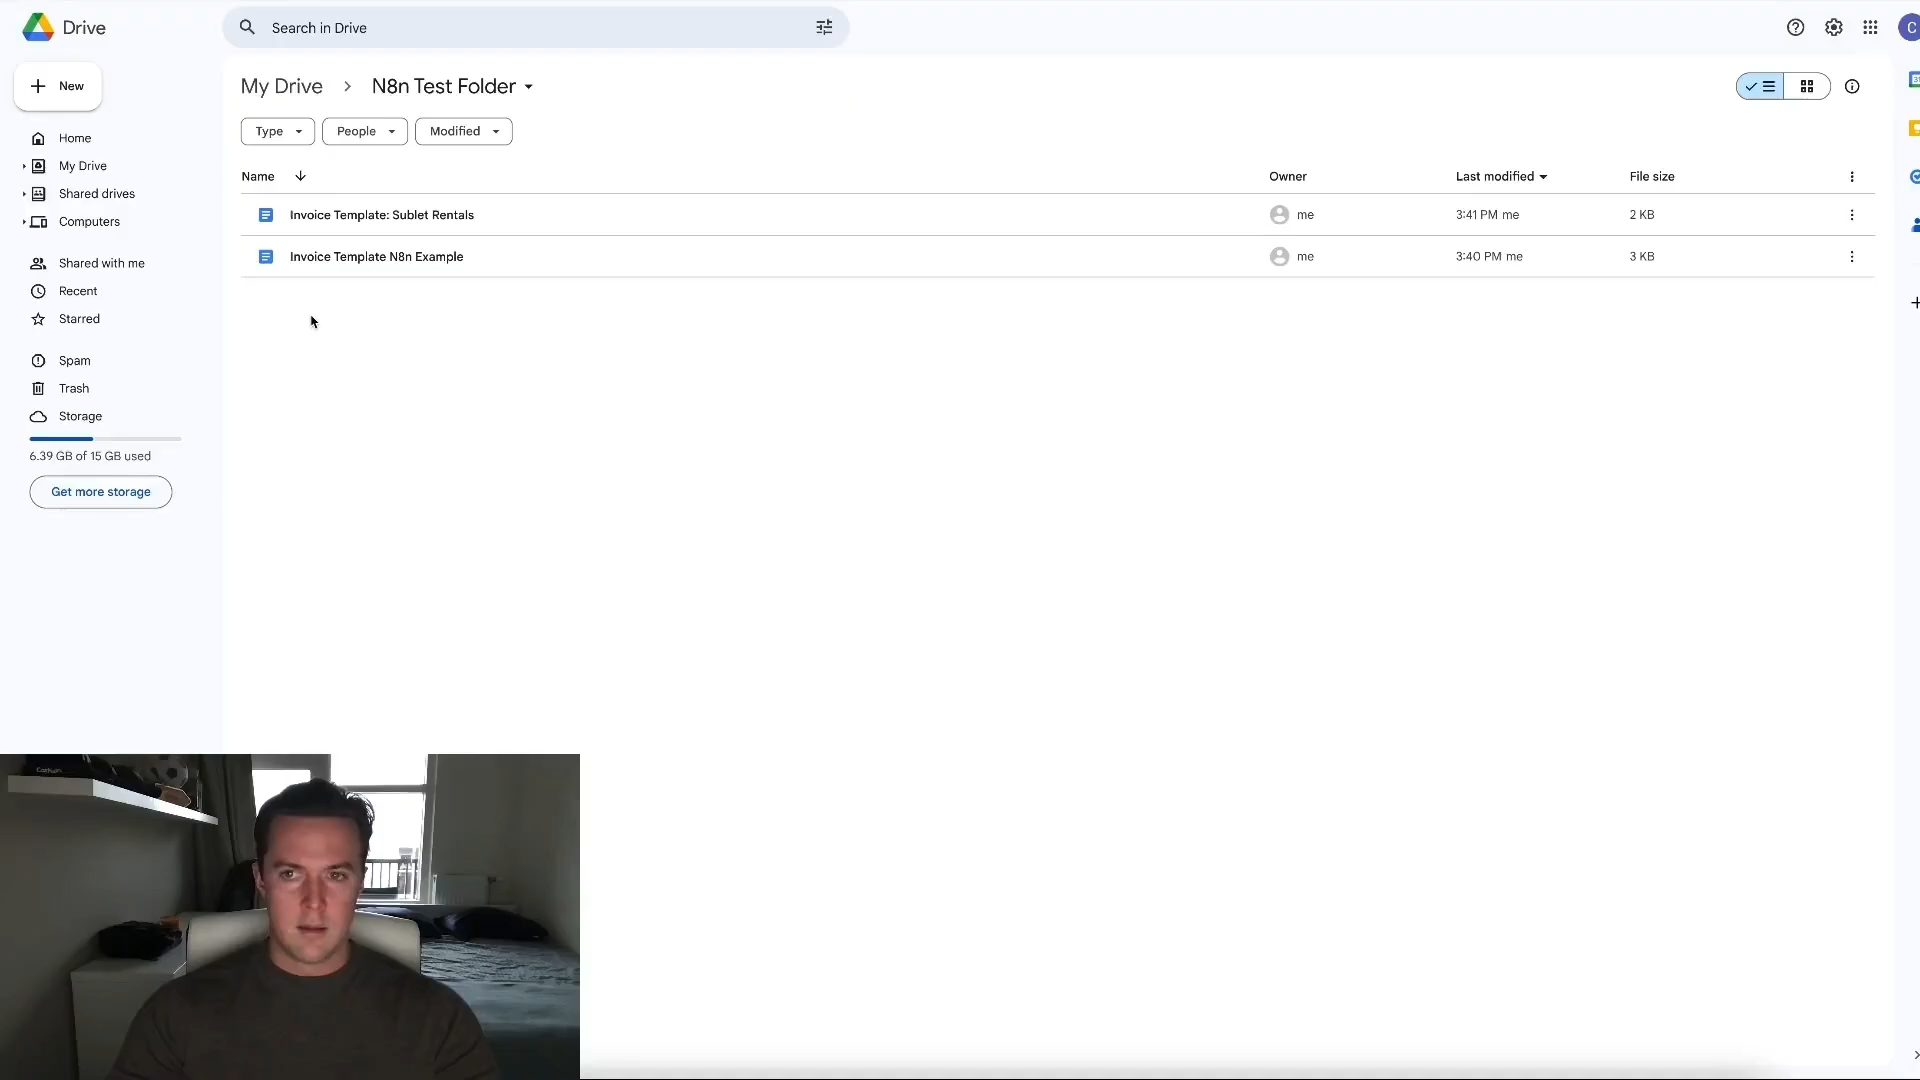 Drive
Search in Drive
C
New
My Drive > N8n Test Folder
Type
People
Modified
Home
My Drive
Shared drives
Computers
Shared with me
Recent
Starred
Spam
Trash
Storage
6.39 GB of 15 GB used
Get more storage
Name Owner Last modified File size
Invoice Template: Sublet Rentals me 3:41 PM me 2 KB
Invoice Template N8n Example me 3:40 PM me 3 KB